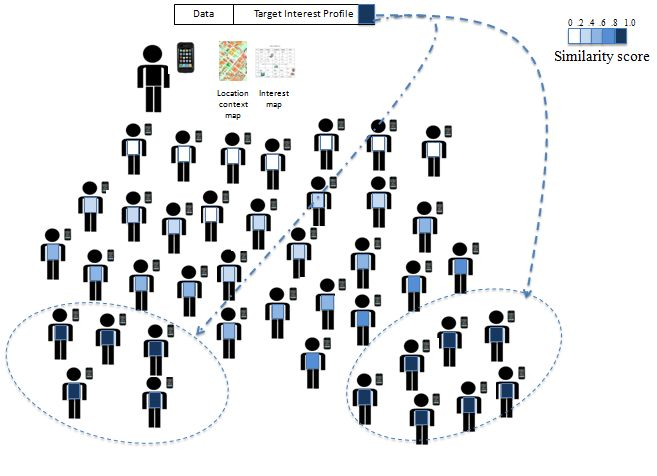 Data Target Interest Profile
0 .2 .4 .6 .8 1.0
Similarity score
Location
context
map
Interest
map